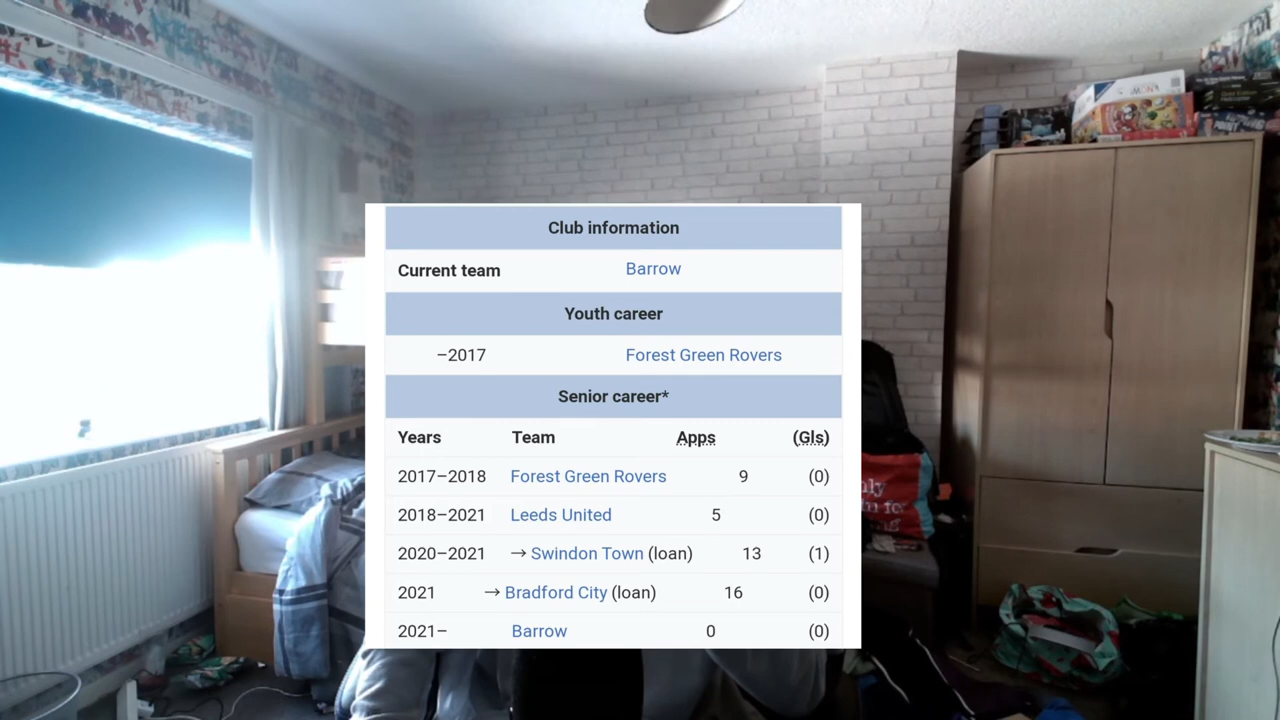 Club information
Current team Barrow
Youth career
–2017 Forest Green Rovers
Senior career*
Years Team Apps (Gls)
2017–2018 Forest Green Rovers 9 (0)
2018–2021 Leeds United 5 (0)
2020–2021 → Swindon Town (loan) 13 (1)
2021 → Bradford City (loan) 16 (0)
2021– Barrow 0 (0)